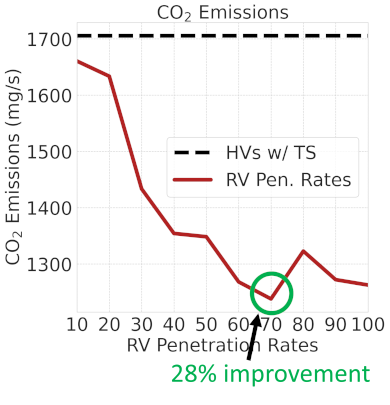 CO₂ Emissions
CO₂ Emissions (mg/s)
1700
1600
1500
1400
1300
HVs w/ TS
RV Pen. Rates
10 20 30 40 50 60 70 80 90 100
RV Penetration Rates
28% improvement